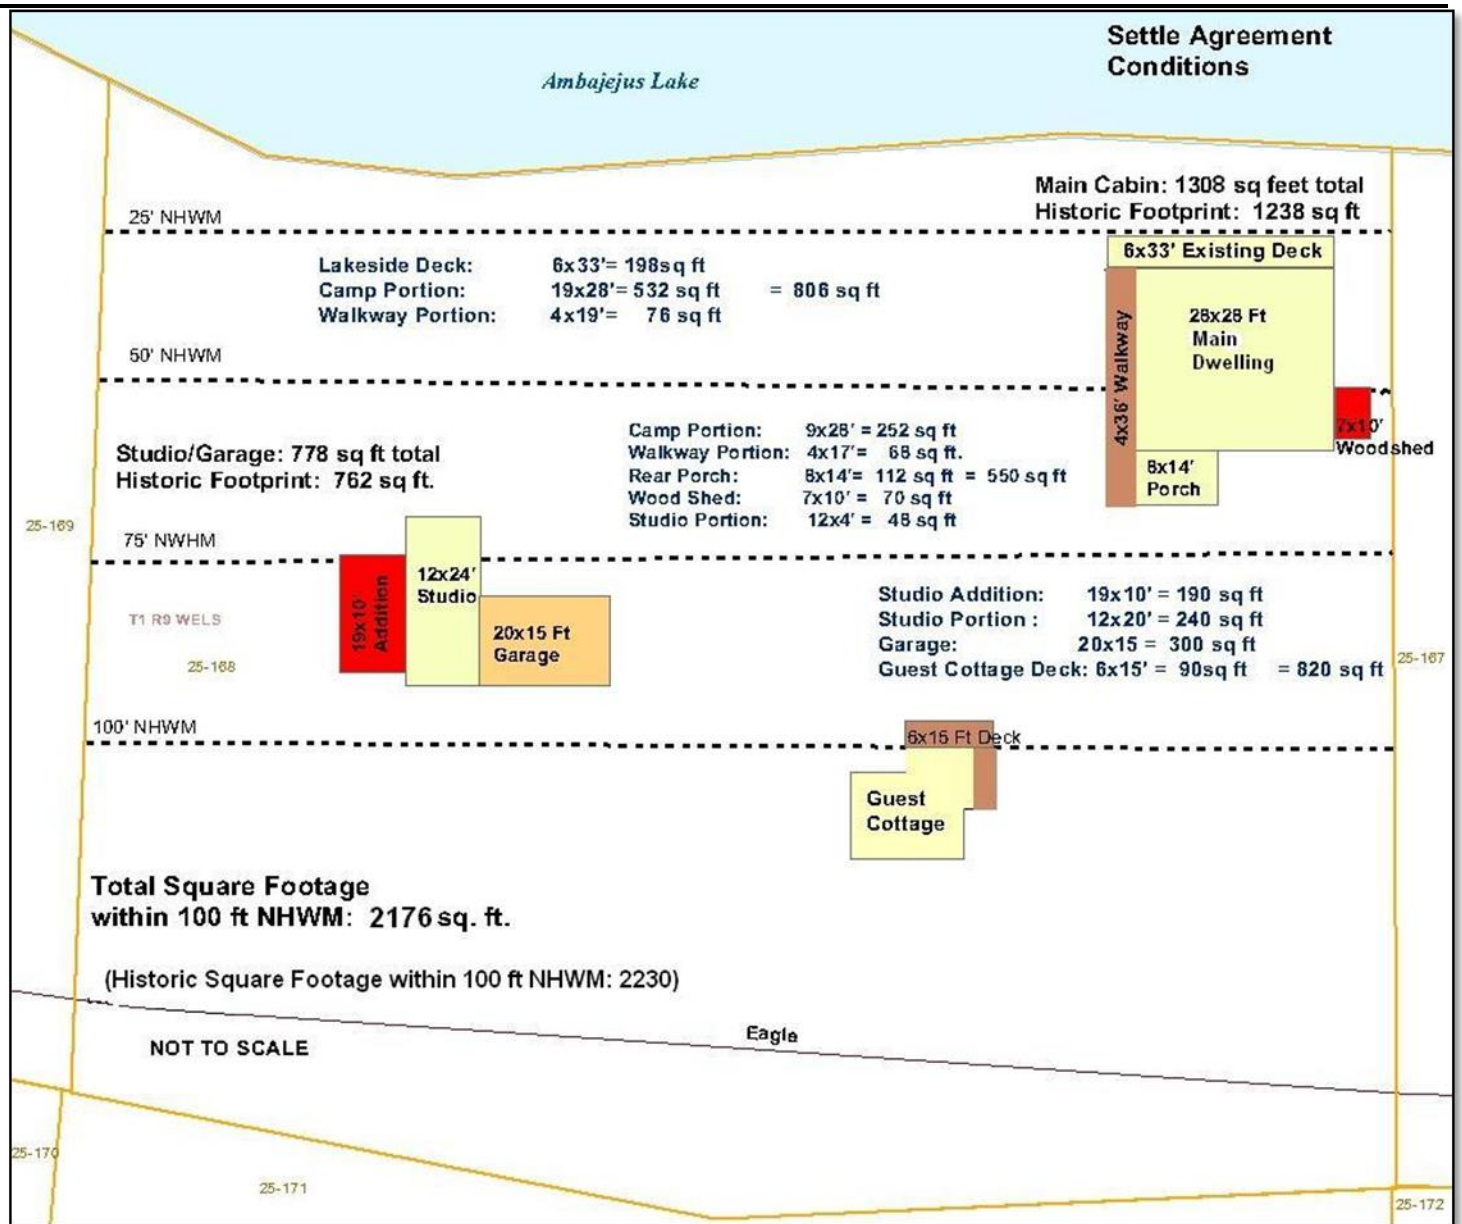 Settle Agreement
Conditions
Ambajejus Lake
Main Cabin: 1308 sq feet total
Historic Footprint: 1238 sq ft
25' NHWM
6x33' Existing Deck
Lakeside Deck: 6x33'= 198sq ft
Camp Portion: 19x28'= 532 sq ft = 806 sq ft
Walkway Portion: 4x19'= 76 sq ft
28x28 Ft
Main
Dwelling
4x36' Walkway
50' NHWM
7x10'
Woodshed
8x14'
Porch
Camp Portion: 9x28' = 252 sq ft
Walkway Portion: 4x17'= 68 sq ft.
Rear Porch: 8x14'= 112 sq ft = 550 sq ft
Wood Shed: 7x10' = 70 sq ft
Studio Portion: 12x4' = 48 sq ft
Studio/Garage: 778 sq ft total
Historic Footprint: 762 sq ft.
25-169
75' NWHM
19x10'
Addition
12x24'
Studio
20x15 Ft
Garage
T1 R9 WELS
25-168
Studio Addition: 19x10' = 190 sq ft
Studio Portion : 12x20' = 240 sq ft
Garage: 20x15 = 300 sq ft
Guest Cottage Deck: 6x15' = 90sq ft = 820 sq ft
25-167
100' NHWM
6x15 Ft Deck
Guest
Cottage
Total Square Footage
within 100 ft NHWM: 2176 sq. ft.
(Historic Square Footage within 100 ft NHWM: 2230)
Eagle
NOT TO SCALE
25-170
25-171
25-172